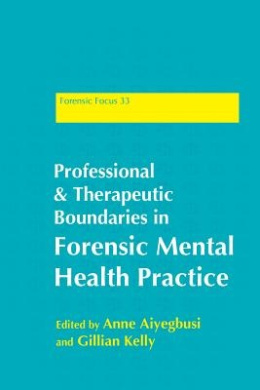 Forensic Focus 33
Professional
& Therapeutic
Boundaries in
Forensic Mental
Health Practice
Edited by Anne Aiyegbusi
and Gillian Kelly